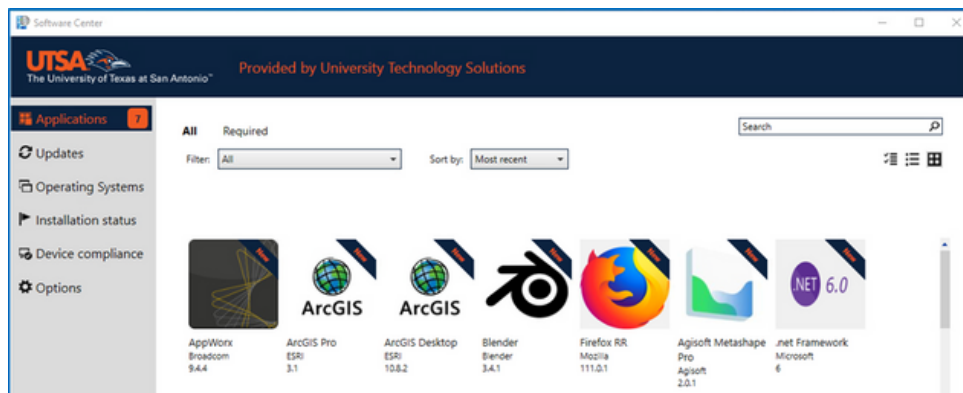 Software Center
UTSA
The University of Texas at San Antonio™
Provided by University Technology Solutions
Applications 7
Updates
Operating Systems
Installation status
Device compliance
Options
All Required
Search
Filter: All Sort by: Most recent
New New New New New New New
ArcGIS ArcGIS .NET 6.0
AppWorx ArcGIS Pro ArcGIS Desktop Blender Firefox RR Agisoft Metashape Pro .net Framework
Broadcom ESRI ESRI Blender Mozilla Agisoft Microsoft
9.4.4 3.1 10.8.2 3.4.1 111.0.1 2.0.1 6